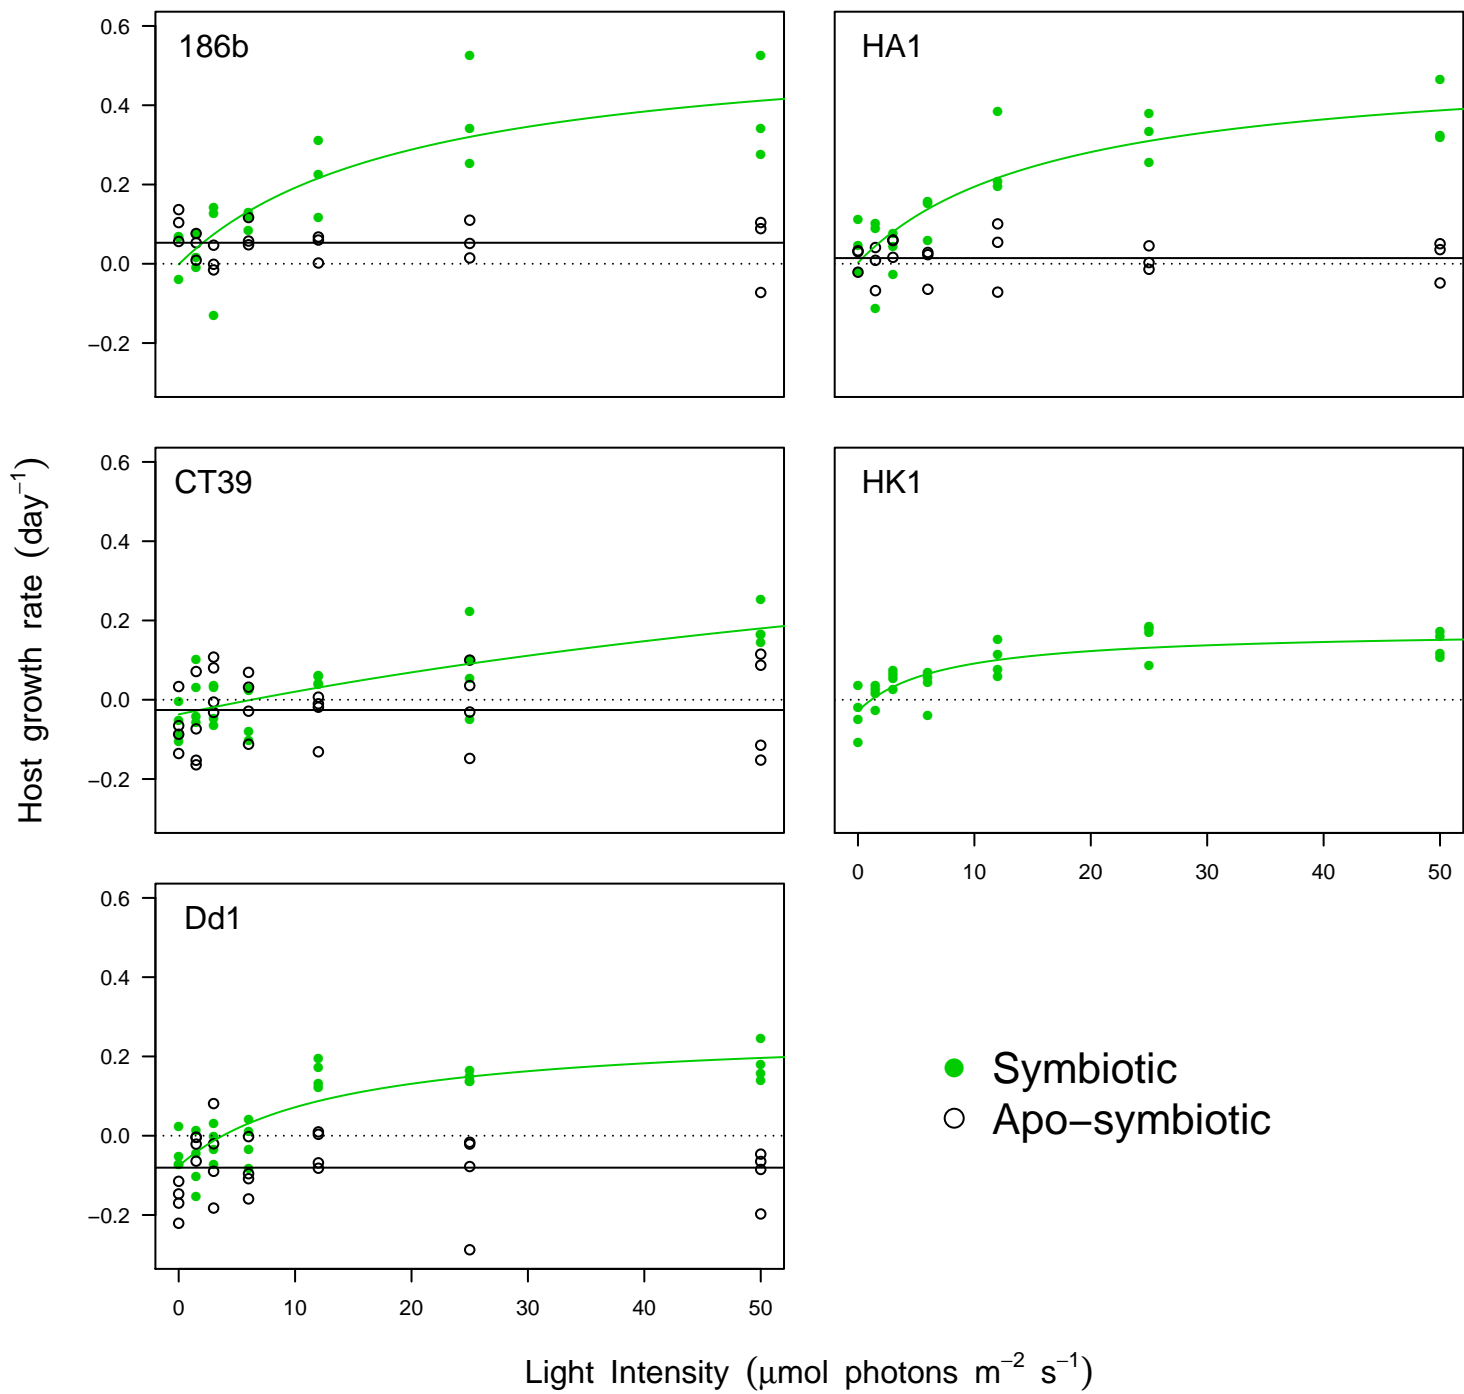 186b
0.6
0.4
0.2
0.0
−0.2
HA1
CT39
0.6
0.4
0.2
0.0
−0.2
HK1
0 10 20 30 40 50
Dd1
0.6
0.4
0.2
0.0
−0.2
0 10 20 30 40 50
Symbiotic
Apo−symbiotic
Host growth rate (day⁻¹)
Light Intensity (μmol photons m⁻² s⁻¹)